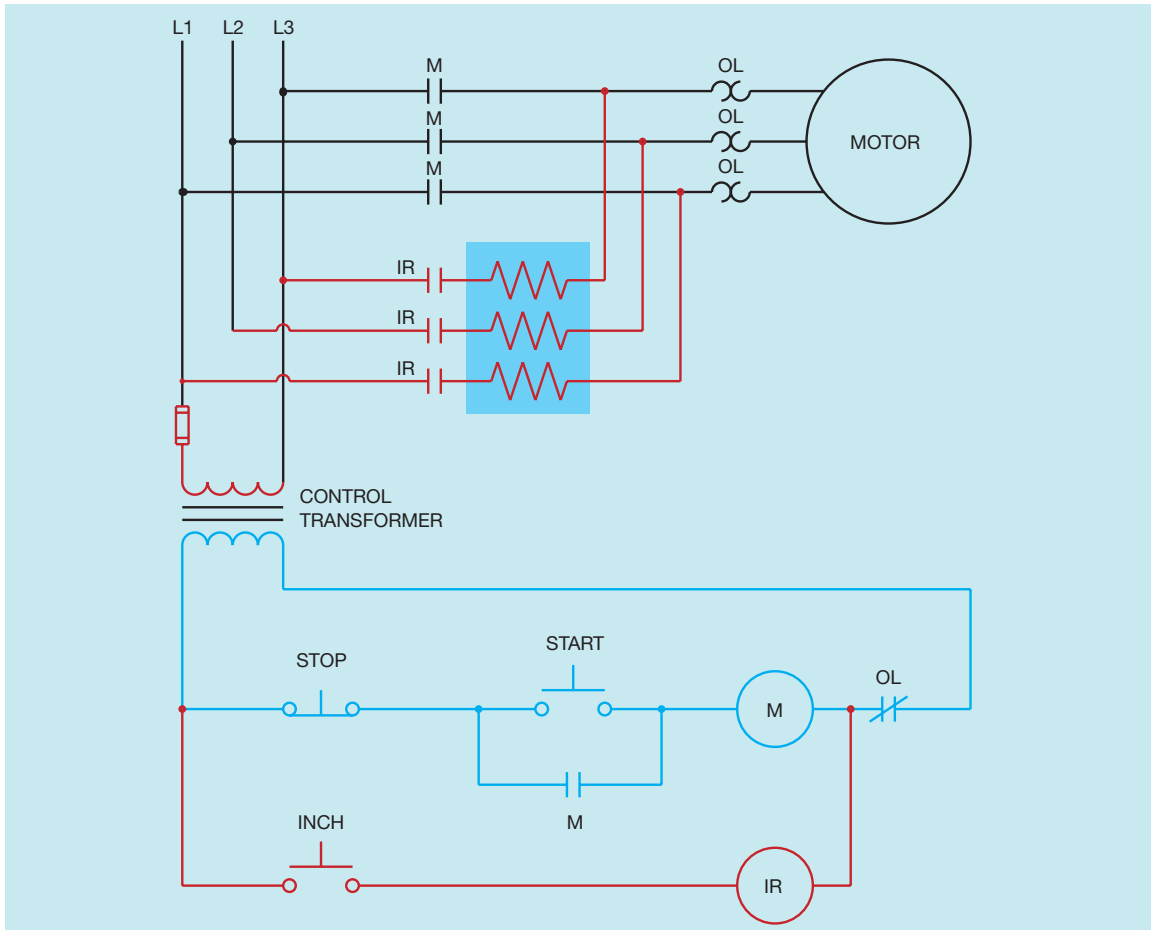 L1 L2 L3
M OL
M OL
MOTOR
M OL
IR
IR
IR
CONTROL
TRANSFORMER
START
STOP
OL
M
M
INCH
IR